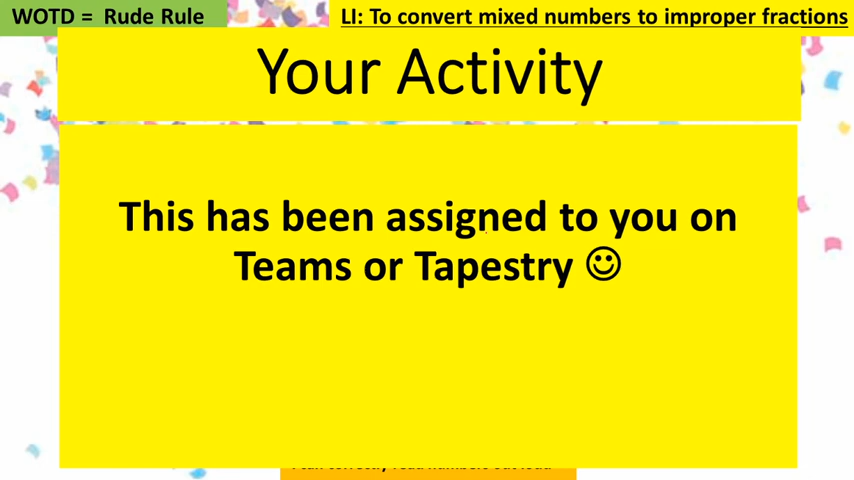 WOTD = Rude Rule
LI: To convert mixed numbers to improper fractions
Your Activity
This has been assigned to you on
Teams or Tapestry ☺